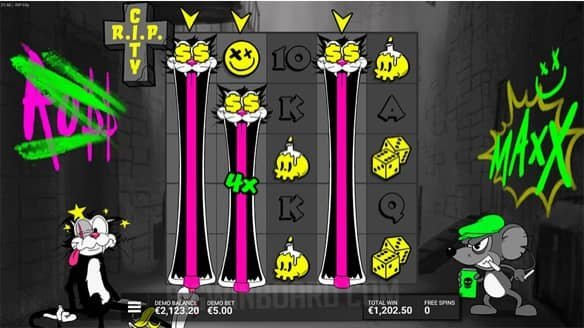 R.I.P.
CITY
10
K
A
4x
K
Q
MAXX
DEMO BALANCE
€2,123.20
DEMO BET
€5.00
TOTAL WIN
€1,202.50
FREE SPINS
0